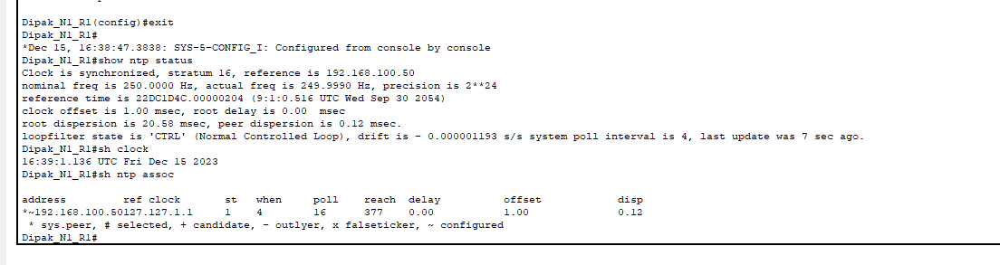 Dipak_N1_R1(config)#exit
Dipak_N1_R1#
*Dec 15, 16:38:47.3838: SYS-5-CONFIG_I: Configured from console by console
Dipak_N1_R1#show ntp status
Clock is synchronized, stratum 16, reference is 192.168.100.50
nominal freq is 250.0000 Hz, actual freq is 249.9990 Hz, precision is 2**24
reference time is 22DC1D4C.00000204 (9:1:0.516 UTC Wed Sep 30 2054)
clock offset is 1.00 msec, root delay is 0.00  msec
root dispersion is 20.58 msec, peer dispersion is 0.12 msec.
loopfilter state is 'CTRL' (Normal Controlled Loop), drift is - 0.000001193 s/s system poll interval is 4, last update was 7 sec ago.
Dipak_N1_R1#sh clock
16:39:1.136 UTC Fri Dec 15 2023
Dipak_N1_R1#sh ntp assoc
address         ref clock       st   when     poll    reach  delay          offset            disp
*~192.168.100.50127.127.1.1     1    4        16      377    0.00           1.00              0.12
 * sys.peer, # selected, + candidate, - outlyer, x falseticker, ~ configured
Dipak_N1_R1#